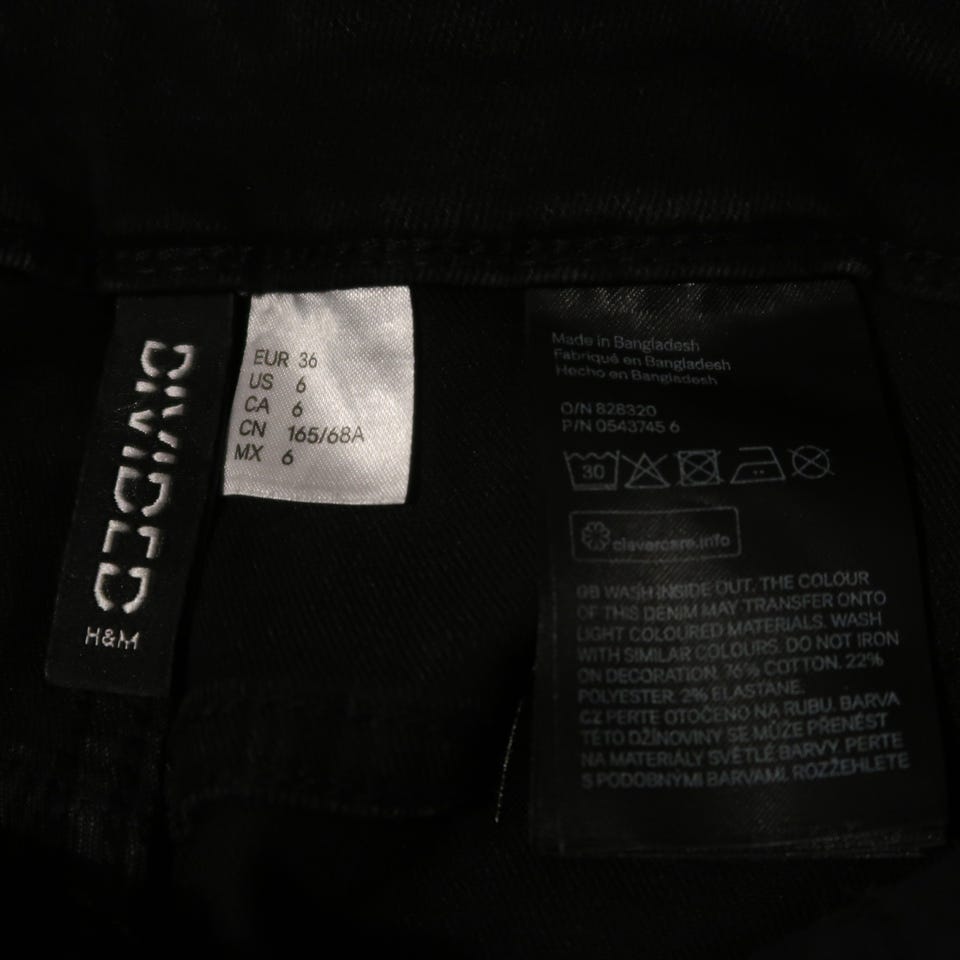 DIVIDED
H&M
EUR 36
US 6
CA 6
CN 165/68A
MX 6
Made in Bangladesh
Fabriqué en Bangladesh
Hecho en Bangladesh
O/N 828320
P/N 0543745 6
30
clevercare.info
GB WASH INSIDE OUT. THE COLOUR
OF THIS DENIM MAY TRANSFER ONTO
LIGHT COLOURED MATERIALS. WASH
WITH SIMILAR COLOURS. DO NOT IRON
ON DECORATION. 76% COTTON. 22%
POLYESTER. 2% ELASTANE.
CZ PERTE OTOČENO NA RUBU. BARVA
TÉTO DŽÍNOVINY SE MŮŽE PŘENÉST
NA MATERIÁLY SVĚTLÉ BARVY. PERTE
S PODOBNÝMI BARVAMI. ROZŽEHLETE